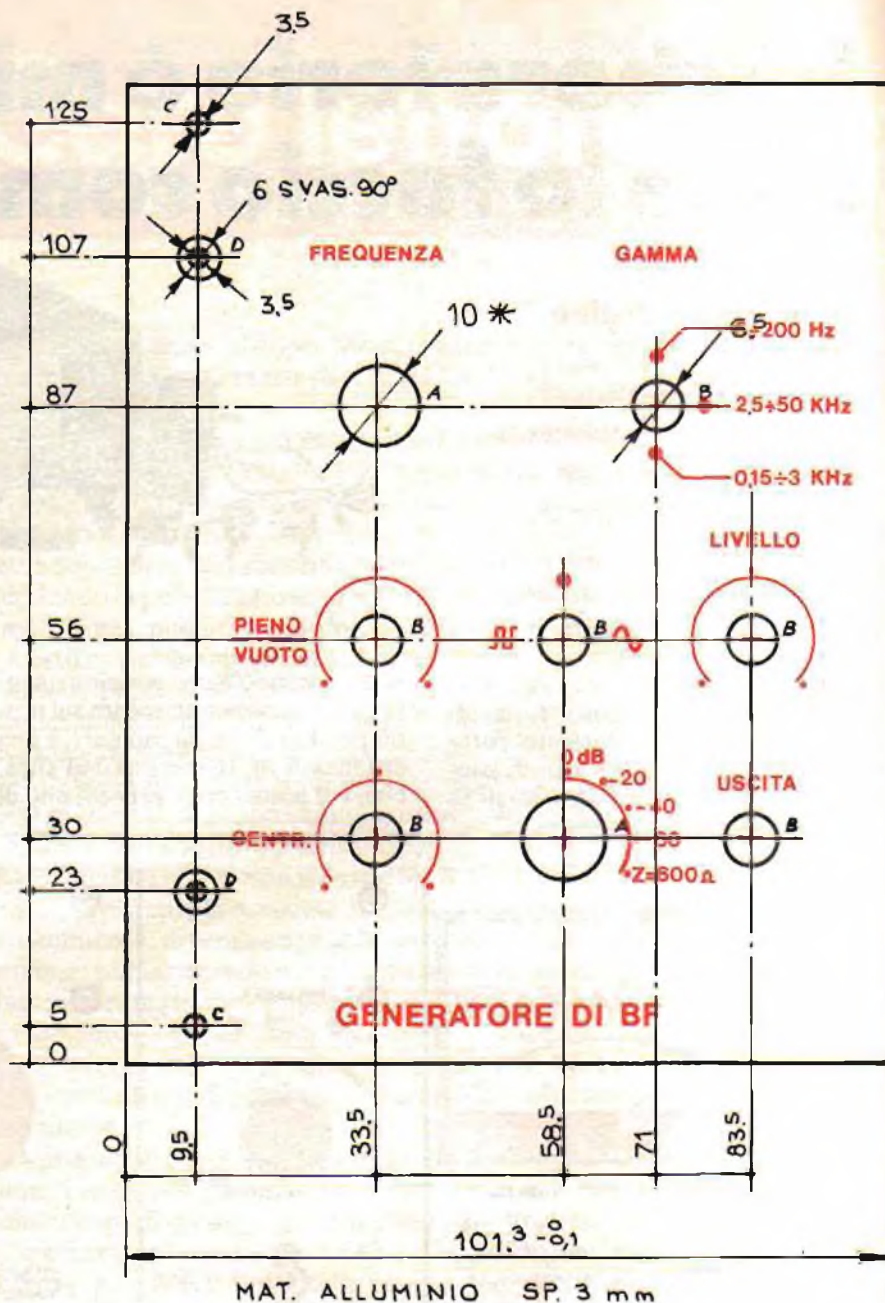 3,5
125
C
6 SVAS. 90°
107
D
FREQUENZA GAMMA
3,5
10 *
6,5
÷200 Hz
87
A
B
2,5÷50 KHz
0,15÷3 KHz
LIVELLO
56
PIENO
VUOTO
B
B
B
0 dB
-20
-40
USCITA
30
CENTR.
B
A
B
Z=600Ω
23
D
5
C
GENERATORE DI BF
0
0
9,5
33,5
58,5
71
83,5
101,3 -0 0,1
MAT. ALLUMINIO SP. 3 mm